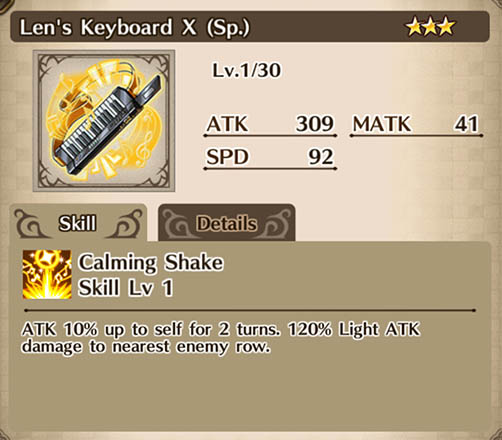 Len's Keyboard X (Sp.)
Lv.1/30
ATK 309 MATK 41
SPD 92
Skill Details
Calming Shake
Skill Lv 1
ATK 10% up to self for 2 turns. 120% Light ATK
damage to nearest enemy row.